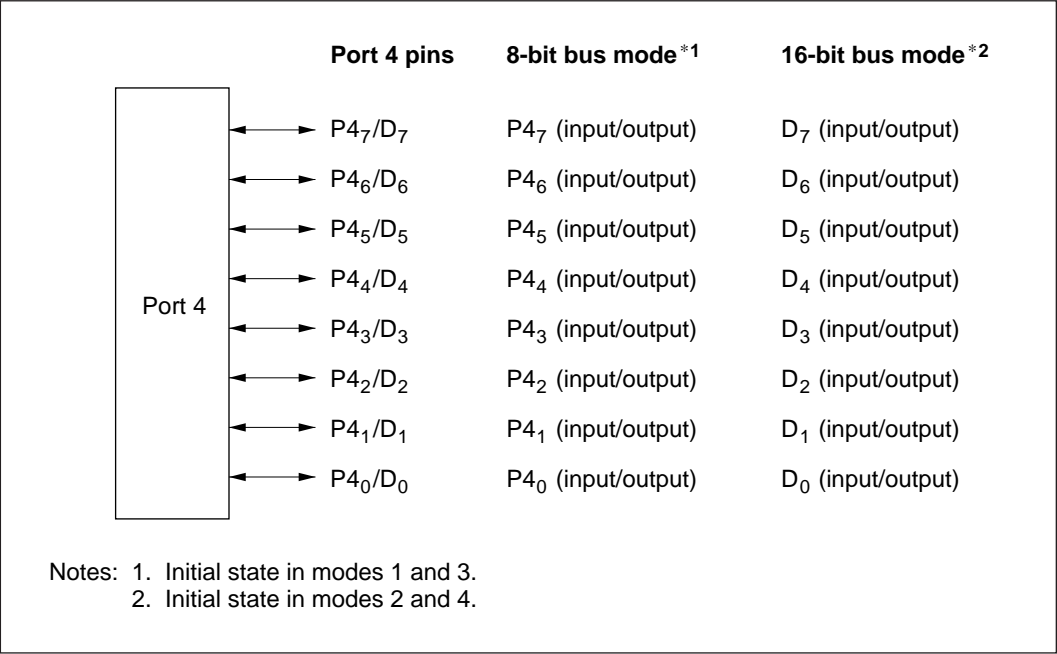 Port 4 pins 8-bit bus mode*1 16-bit bus mode*2
P4₇/D₇ P4₇ (input/output) D₇ (input/output)
P4₆/D₆ P4₆ (input/output) D₆ (input/output)
P4₅/D₅ P4₅ (input/output) D₅ (input/output)
P4₄/D₄ P4₄ (input/output) D₄ (input/output)
Port 4
P4₃/D₃ P4₃ (input/output) D₃ (input/output)
P4₂/D₂ P4₂ (input/output) D₂ (input/output)
P4₁/D₁ P4₁ (input/output) D₁ (input/output)
P4₀/D₀ P4₀ (input/output) D₀ (input/output)
Notes: 1. Initial state in modes 1 and 3.
2. Initial state in modes 2 and 4.